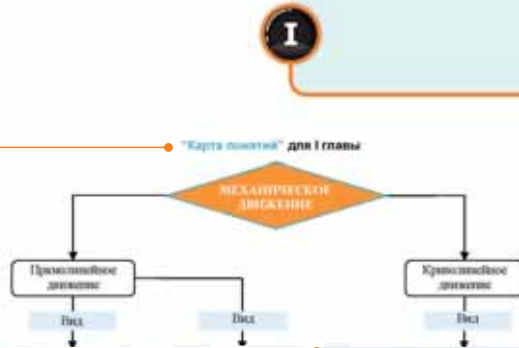 I
"Карта понятий" для I главы
МЕХАНИЧЕСКОЕ
ДВИЖЕНИЕ
Прямолинейное
движение
Криволинейное
движение
Вид
Вид
Вид